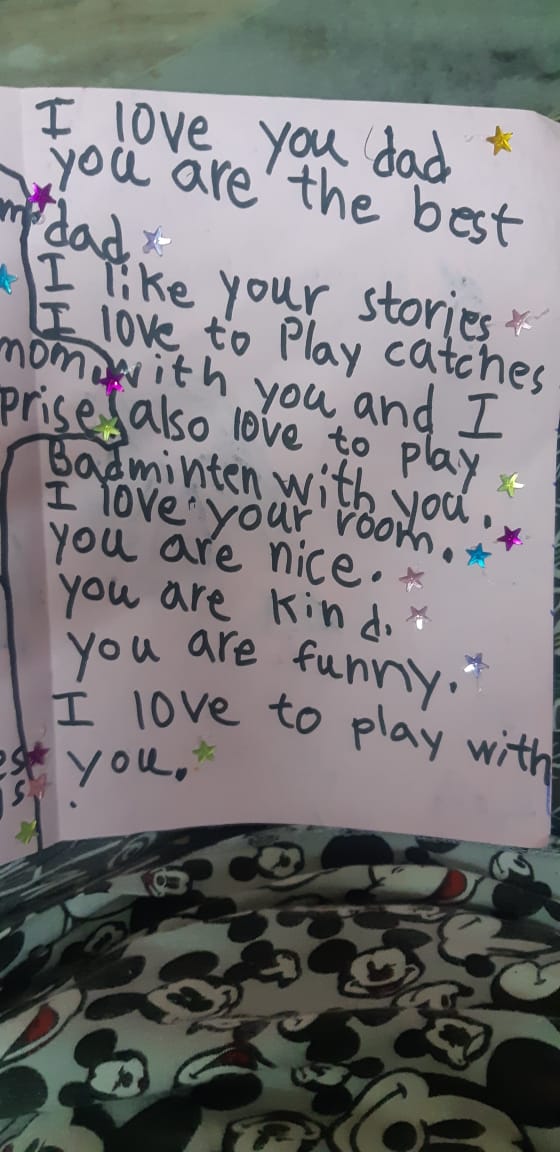 I love you dad
you are the best
dad
I like your stories
I love to Play catches
with you and I
also love to play
Badminten with you.
I love your room.
you are nice.
you are kind.
you are funny.
I love to play with
you.
mom
prise